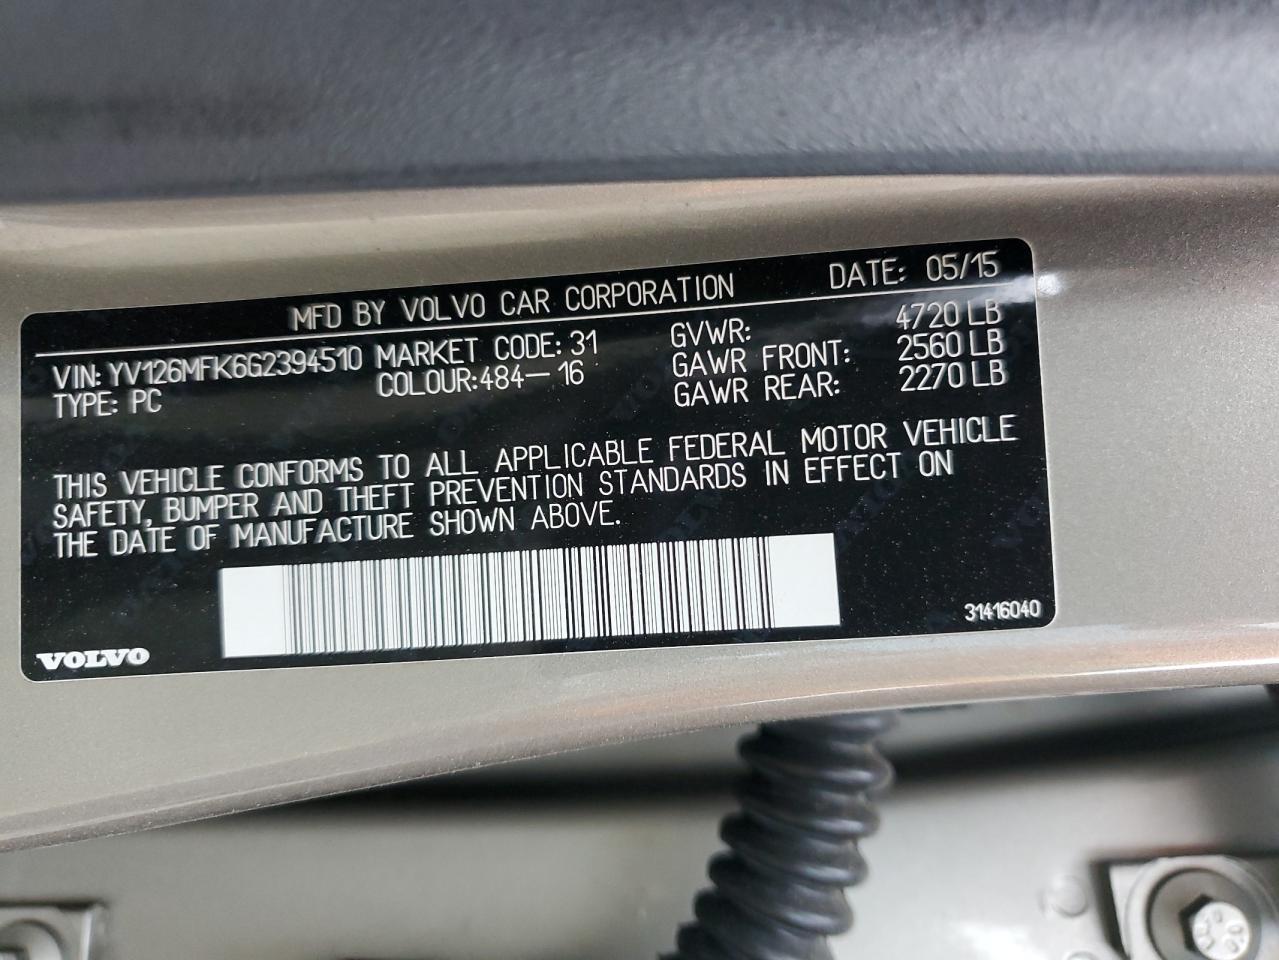 MFD BY VOLVO CAR CORPORATION DATE: 05/15
VIN: YV126MFK6G2394510 MARKET CODE: 31 GVWR: 4720 LB
TYPE: PC COLOUR:484-16 GAWR FRONT: 2560 LB
GAWR REAR: 2270 LB
THIS VEHICLE CONFORMS TO ALL APPLICABLE FEDERAL MOTOR VEHICLE
SAFETY, BUMPER AND THEFT PREVENTION STANDARDS IN EFFECT ON
THE DATE OF MANUFACTURE SHOWN ABOVE.
31416040
VOLVO